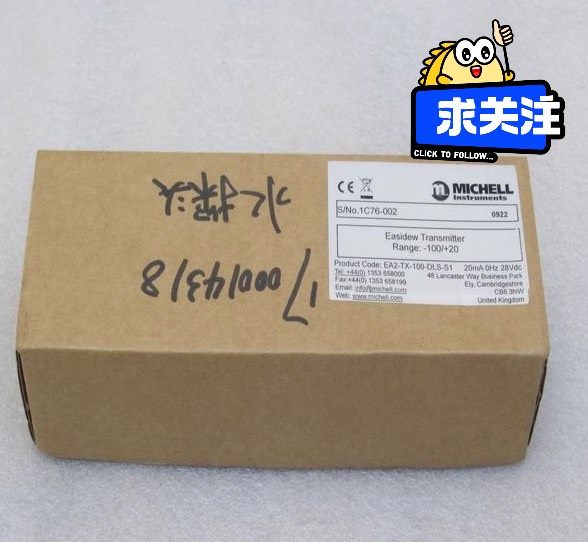 求关注
CLICK TO FOLLOW...
CE
MICHELL
Instruments
S/No.1C76-002 0922
Easidew Transmitter
Range: -100/+20
Product Code: EA2-TX-100-DLS-S1 20mA 0Hz 28Vdc
Tel: +44(0) 1353 658000 48 Lancaster Way Business Park
Fax:+44(0) 1353 658199 Ely, Cambridgeshire
Email: info@michell.com CB6 3NW
Web: www.michell.com United Kingdom
水探头